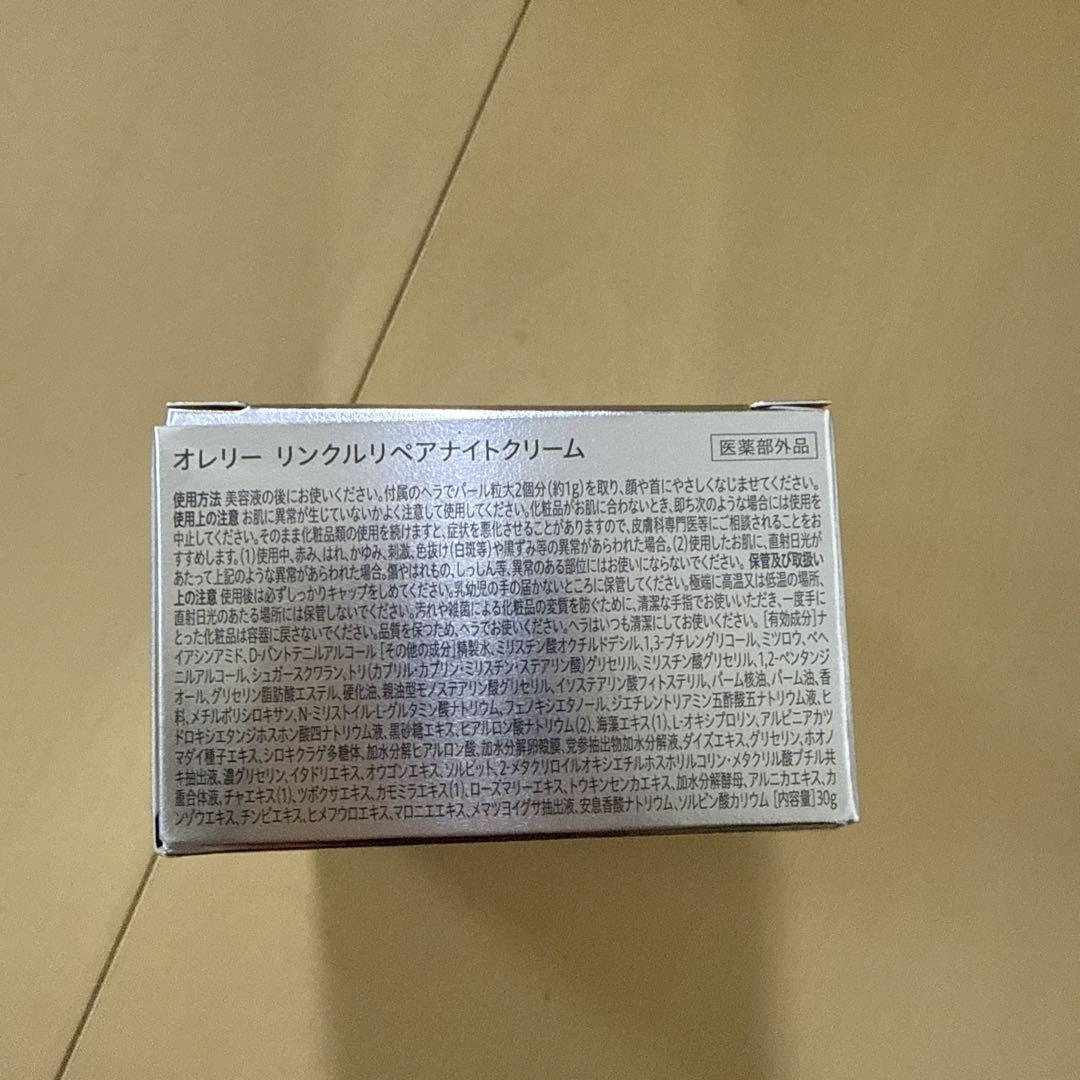 オレリー リンクルリペアナイトクリーム
医薬部外品
使用方法 美容液の後にお使いください。付属のヘラでパール粒大2個分(約1g)を取り、顔や首にやさしくなじませてください。
使用上の注意 お肌に異常が生じていないかよく注意して使用してください。化粧品がお肌に合わないとき、即ち次のような場合には使用を
中止してください。そのまま化粧品類の使用を続けますと、症状を悪化させることがありますので、皮膚科専門医等にご相談されることをお
すすめします。(1)使用中、赤み、はれ、かゆみ、刺激、色抜け(白斑等)や黒ずみ等の異常があらわれた場合。(2)使用したお肌に、直射日光が
あたって上記のような異常があらわれた場合。傷やはれもの、しっしん等、異常のある部位にはお使いにならないでください。 保管及び取扱い
上の注意 使用後は必ずしっかりキャップをしめてください。乳幼児の手の届かないところに保管してください。極端に高温又は低温の場所、
直射日光のあたる場所には保管しないでください。汚れや雑菌による化粧品の変質を防ぐために、清潔な手指でお使いいただき、一度手に
とった化粧品は容器に戻さないでください。品質を保つため、ヘラでお使いください。ヘラはいつも清潔にしてお使いください。[有効成分]ナ
イアシンアミド、D-パントテニルアルコール [その他の成分]精製水、ミリスチン酸オクチルドデシル、1,3-ブチレングリコール、ミツロウ、ベヘ
ニルアルコール、シュガースクワラン、トリ(カプリル・カプリン・ミリスチン・ステアリン酸)グリセリル、ミリスチン酸グリセリル、1,2-ペンタンジ
オール、グリセリン脂肪酸エステル、硬化油、親油型モノステアリン酸グリセリル、イソステアリン酸フィトステリル、パーム核油、パーム油、香
料、メチルポリシロキサン、N-ミリストイル-L-グルタミン酸ナトリウム、フェノキシエタノール、ジエチレントリアミン五酢酸五ナトリウム液、ヒ
ドロキシエタンジホスホン酸四ナトリウム液、黒砂糖エキス、ヒアルロン酸ナトリウム(2)、海藻エキス(1)、L-オキシプロリン、アルピニアカツ
マダイ種子エキス、シロキクラゲ多糖体、加水分解ヒアルロン酸、加水分解卵殻膜、党参抽出物加水分解液、ダイズエキス、グリセリン、ホオノ
キ抽出液、濃グリセリン、イタドリエキス、オウゴンエキス、ソルビット、2-メタクリロイルオキシエチルホスホリルコリン・メタクリル酸ブチル共
重合体液、チャエキス(1)、ツボクサエキス、カモミラエキス(1)、ローズマリーエキス、トウキンセンカエキス、加水分解酵母、アルニカエキス、カ
ンゾウエキス、チンピエキス、ヒメフウロエキス、マロニエエキス、メマツヨイグサ抽出液、安息香酸ナトリウム、ソルビン酸カリウム [内容量]30g